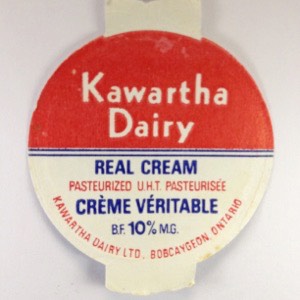 Kawartha
Dairy
REAL CREAM
PASTEURIZED U.H.T. PASTEURISÉE
CRÈME VÉRITABLE
B.F. 10% M.G.
KAWARTHA DAIRY LTD. BOBCAYGEON, ONTARIO